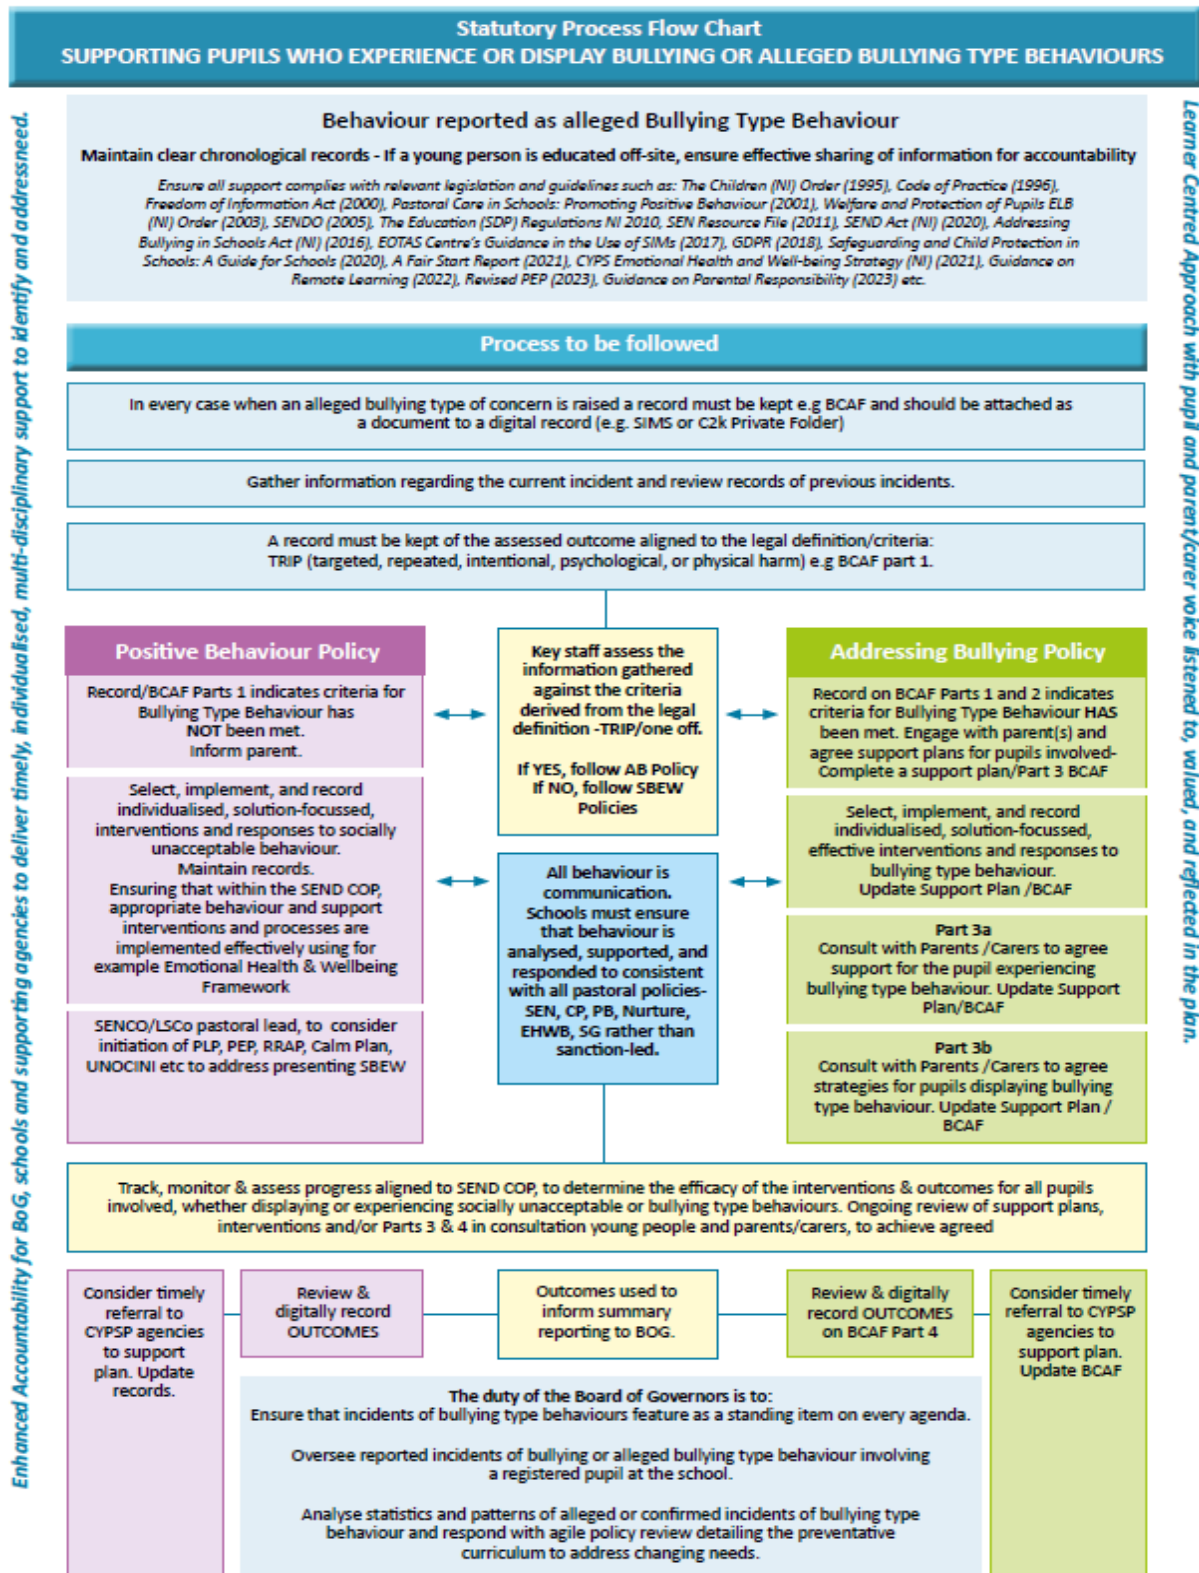 Statutory Process Flow Chart
SUPPORTING PUPILS WHO EXPERIENCE OR DISPLAY BULLYING OR ALLEGED BULLYING TYPE BEHAVIOURS
Enhanced Accountability for BoG, schools and supporting agencies to deliver timely, individualised, multi-disciplinary support to identify and addressneed.
Behaviour reported as alleged Bullying Type Behaviour
Maintain clear chronological records - If a young person is educated off-site, ensure effective sharing of information for accountability
Ensure all support complies with relevant legislation and guidelines such as: The Children (NI) Order (1995), Code of Practice (1996),
Freedom of Information Act (2000), Pastoral Care in Schools: Promoting Positive Behaviour (2001), Welfare and Protection of Pupils ELB
(NI) Order (2003), SENDO (2005), The Education (SDP) Regulations NI 2010, SEN Resource File (2011), SEND Act (NI) (2020), Addressing
Bullying in Schools Act (NI) (2016), EOTAS Centre's Guidance in the Use of SIMs (2017), GDPR (2018), Safeguarding and Child Protection in
Schools: A Guide for Schools (2020), A Fair Start Report (2021), CYPS Emotional Health and Well-being Strategy (NI) (2021), Guidance on
Remote Learning (2022), Revised PEP (2023), Guidance on Parental Responsibility (2023) etc.
Process to be followed
In every case when an alleged bullying type of concern is raised a record must be kept e.g BCAF and should be attached as
a document to a digital record (e.g. SIMS or C2k Private Folder)
Gather information regarding the current incident and review records of previous incidents.
A record must be kept of the assessed outcome aligned to the legal definition/criteria:
TRIP (targeted, repeated, intentional, psychological, or physical harm) e.g BCAF part 1.
Positive Behaviour Policy
Record/BCAF Parts 1 indicates criteria for
Bullying Type Behaviour has
NOT been met.
Inform parent.
Select, implement, and record
individualised, solution-focussed,
interventions and responses to socially
unacceptable behaviour.
Maintain records.
Ensuring that within the SEND COP,
appropriate behaviour and support
interventions and processes are
implemented effectively using for
example Emotional Health & Wellbeing
Framework
SENCO/LSCo pastoral lead, to consider
initiation of PLP, PEP, RRAP, Calm Plan,
UNOCINI etc to address presenting SBEW
Key staff assess the
information gathered
against the criteria
derived from the legal
definition -TRIP/one off.
If YES, follow AB Policy
If NO, follow SBEW
Policies
All behaviour is
communication.
Schools must ensure
that behaviour is
analysed, supported, and
responded to consistent
with all pastoral policies-
SEN, CP, PB, Nurture,
EHWB, SG rather than
sanction-led.
Addressing Bullying Policy
Record on BCAF Parts 1 and 2 indicates
criteria for Bullying Type Behaviour HAS
been met. Engage with parent(s) and
agree support plans for pupils involved-
Complete a support plan/Part 3 BCAF
Select, implement, and record
individualised, solution-focussed,
effective interventions and responses to
bullying type behaviour.
Update Support Plan /BCAF
Part 3a
Consult with Parents /Carers to agree
support for the pupil experiencing
bullying type behaviour. Update Support
Plan/BCAF
Part 3b
Consult with Parents /Carers to agree
strategies for pupils displaying bullying
type behaviour. Update Support Plan /
BCAF
Track, monitor & assess progress aligned to SEND COP, to determine the efficacy of the interventions & outcomes for all pupils
involved, whether displaying or experiencing socially unacceptable or bullying type behaviours. Ongoing review of support plans,
interventions and/or Parts 3 & 4 in consultation young people and parents/carers, to achieve agreed
Consider timely
referral to
CYPSP agencies
to support
plan. Update
records.
Review &
digitally record
OUTCOMES
Outcomes used to
inform summary
reporting to BOG.
Review & digitally
record OUTCOMES
on BCAF Part 4
Consider timely
referral to CYPSP
agencies to
support plan.
Update BCAF
The duty of the Board of Governors is to:
Ensure that incidents of bullying type behaviours feature as a standing item on every agenda.
Oversee reported incidents of bullying or alleged bullying type behaviour involving
a registered pupil at the school.
Analyse statistics and patterns of alleged or confirmed incidents of bullying type
behaviour and respond with agile policy review detailing the preventative
curriculum to address changing needs.
Learner Centred Approach with pupil and parent/carer voice listened to, valued, and reflected in the plan.